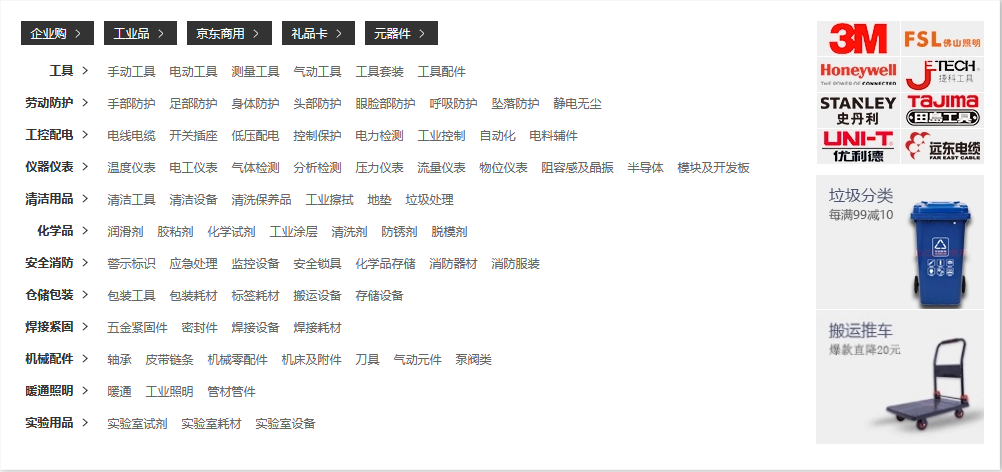 企业购 > 工业品 > 京东商用 > 礼品卡 > 元器件 >
工具 > 手动工具 电动工具 测量工具 气动工具 工具套装 工具配件
劳动防护 > 手部防护 足部防护 身体防护 头部防护 眼脸部防护 呼吸防护 坠落防护 静电无尘
工控配电 > 电线电缆 开关插座 低压配电 控制保护 电力检测 工业控制 自动化 电料辅件
仪器仪表 > 温度仪表 电工仪表 气体检测 分析检测 压力仪表 流量仪表 物位仪表 阻容感及晶振 半导体 模块及开发板
清洁用品 > 清洁工具 清洁设备 清洗保养品 工业擦拭 地垫 垃圾处理
化学品 > 润滑剂 胶粘剂 化学试剂 工业涂层 清洗剂 防锈剂 脱模剂
安全消防 > 警示标识 应急处理 监控设备 安全锁具 化学品存储 消防器材 消防服装
仓储包装 > 包装工具 包装耗材 标签耗材 搬运设备 存储设备
焊接紧固 > 五金紧固件 密封件 焊接设备 焊接耗材
机械配件 > 轴承 皮带链条 机械零配件 机床及附件 刀具 气动元件 泵阀类
暖通照明 > 暖通 工业照明 管材管件
实验用品 > 实验室试剂 实验室耗材 实验室设备
3M
FSL佛山照明
Honeywell
THE POWER OF CONNECTED
JETECH
捷科工具
STANLEY
史丹利
TAJIMA
田岛工具
UNI-T
优利德
远东电缆
FAR EAST CABLE
垃圾分类
每满99减10
搬运推车
爆款直降20元